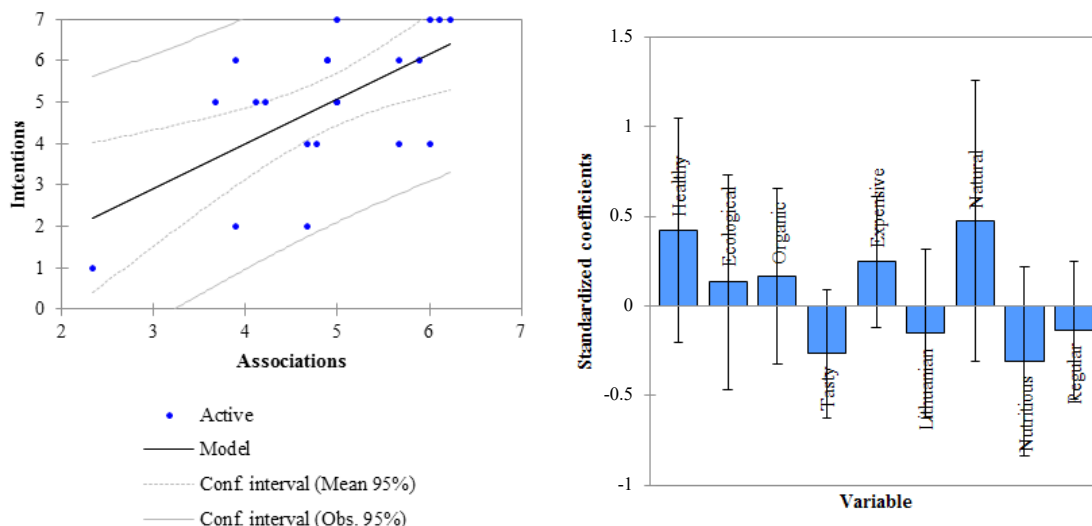 7
6
5
4
3
2
1
0
Intentions
2
3
4
5
6
7
Associations
Active
Model
Conf. interval (Mean 95%)
Conf. interval (Obs. 95%)
1
0.5
0
-0.5
-1
Standardized coefficients
Healthy
Ecological
Organic
Tasty
Expensive
Lithuanian
Natural
Nutritious
Regular
Variable